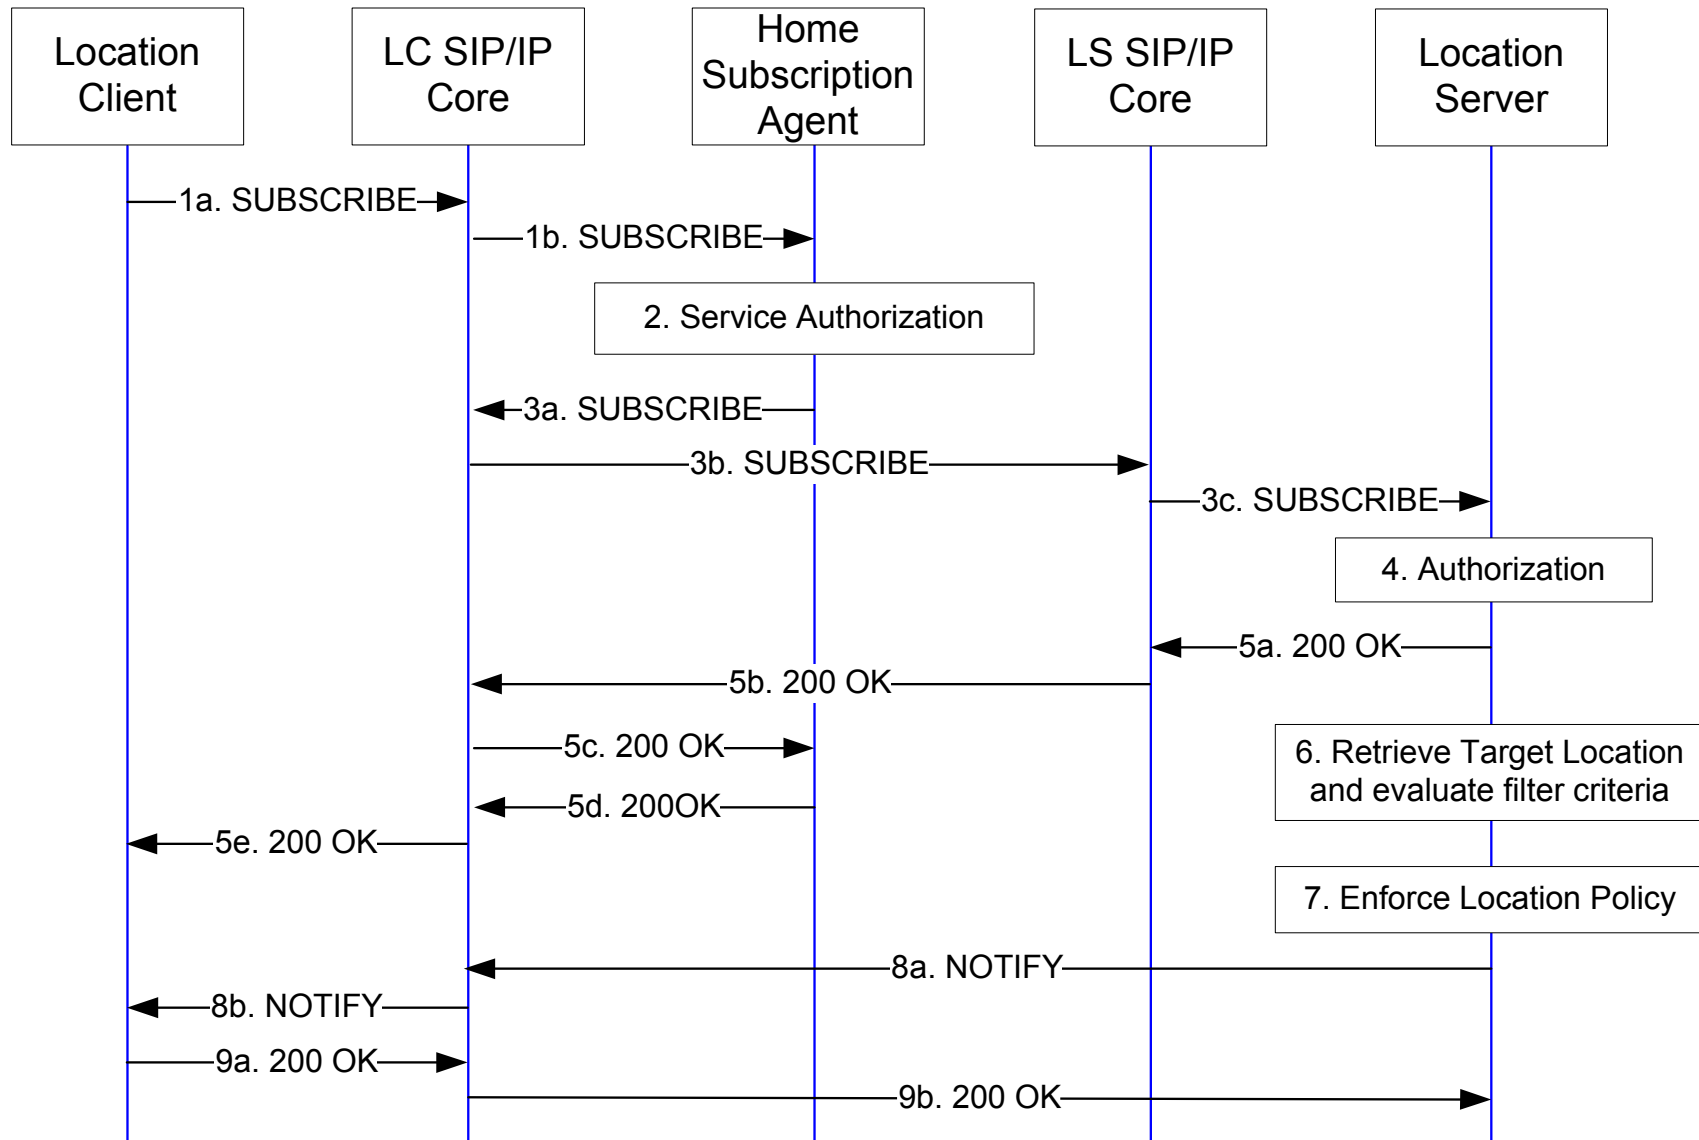 Location
Client
LC SIP/IP
Core
Home
Subscription
Agent
LS SIP/IP
Core
Location
Server
1a. SUBSCRIBE
1b. SUBSCRIBE
2. Service Authorization
3a. SUBSCRIBE
3b. SUBSCRIBE
3c. SUBSCRIBE
4. Authorization
5a. 200 OK
5b. 200 OK
5c. 200 OK
6. Retrieve Target Location
and evaluate filter criteria
5d. 200OK
5e. 200 OK
7. Enforce Location Policy
8a. NOTIFY
8b. NOTIFY
9a. 200 OK
9b. 200 OK